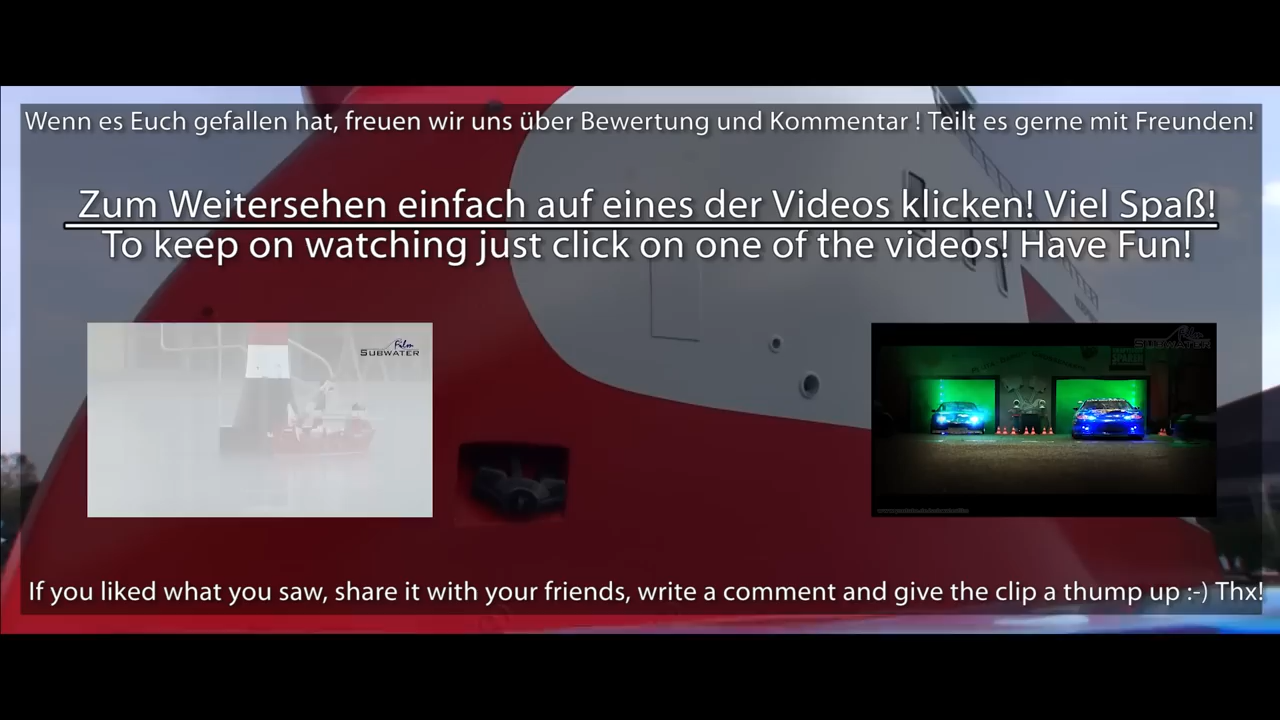 Wenn es Euch gefallen hat, freuen wir uns über Bewertung und Kommentar ! Teilt es gerne mit Freunden!
Zum Weitersehen einfach auf eines der Videos klicken! Viel Spaß!
To keep on watching just click on one of the videos! Have Fun!
Film
SUBWATER
Film
SUBWATER
If you liked what you saw, share it with your friends, write a comment and give the clip a thump up :-) Thx!